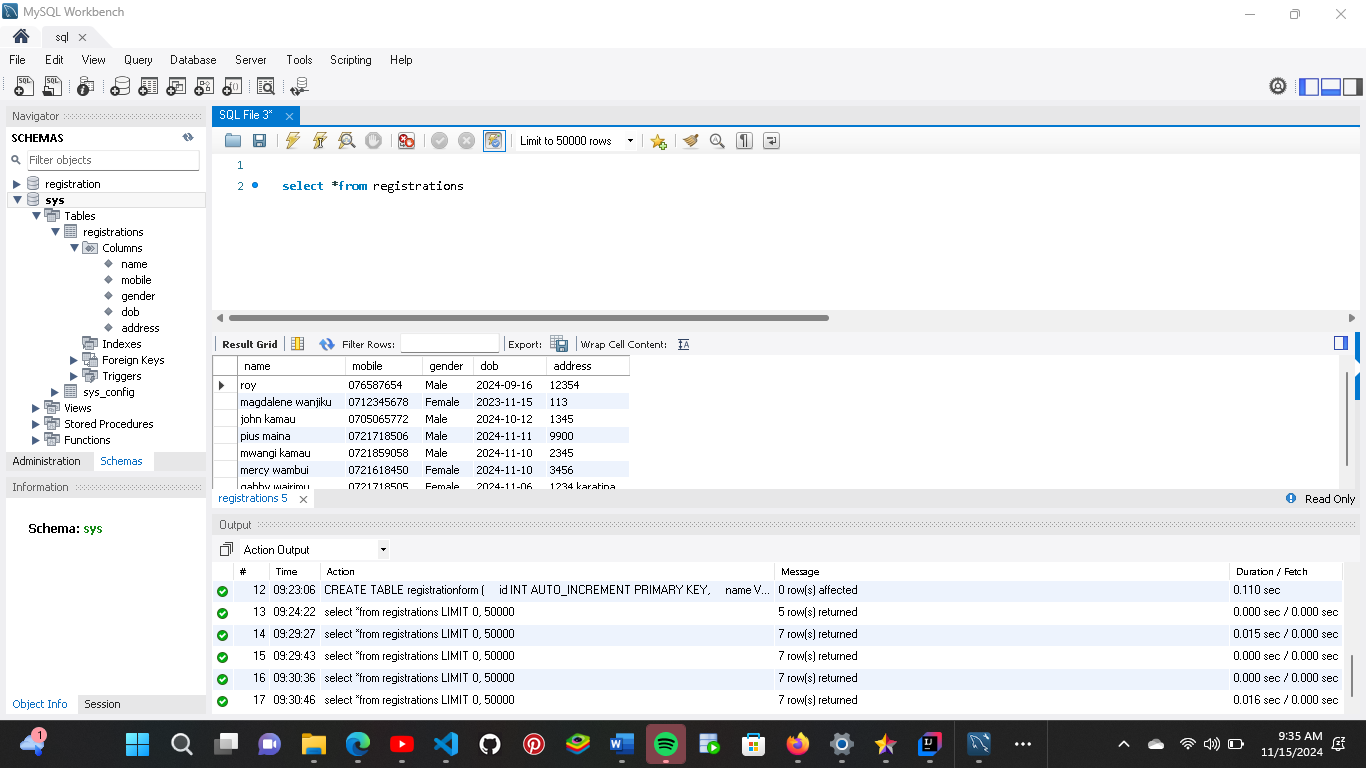 MySQL Workbench
sql
File Edit View Query Database Server Tools Scripting Help
Navigator
SCHEMAS
Filter objects
registration
sys
Tables
registrations
Columns
name
mobile
gender
dob
address
Indexes
Foreign Keys
Triggers
sys_config
Views
Stored Procedures
Functions
Administration Schemas
Information
Schema: sys
Object Info Session
SQL File 3*
Limit to 50000 rows
1
2 select *from registrations
Result Grid Filter Rows: Export: Wrap Cell Content:
name mobile gender dob address
roy 076587654 Male 2024-09-16 12354
magdalene wanjiku 0712345678 Female 2023-11-15 113
john kamau 0705065772 Male 2024-10-12 1345
pius maina 0721718506 Male 2024-11-11 9900
mwangi kamau 0721859058 Male 2024-11-10 2345
mercy wambui 0721618450 Female 2024-11-10 3456
gabby wairimu 0721718505 Female 2024-11-06 1234 karatina
registrations 5 Read Only
Output
Action Output
# Time Action Message Duration / Fetch
12 09:23:06 CREATE TABLE registrationform ( id INT AUTO_INCREMENT PRIMARY KEY, name V... 0 row(s) affected 0.110 sec
13 09:24:22 select *from registrations LIMIT 0, 50000 5 row(s) returned 0.000 sec / 0.000 sec
14 09:29:27 select *from registrations LIMIT 0, 50000 7 row(s) returned 0.015 sec / 0.000 sec
15 09:29:43 select *from registrations LIMIT 0, 50000 7 row(s) returned 0.000 sec / 0.000 sec
16 09:30:36 select *from registrations LIMIT 0, 50000 7 row(s) returned 0.000 sec / 0.000 sec
17 09:30:46 select *from registrations LIMIT 0, 50000 7 row(s) returned 0.016 sec / 0.000 sec
1
9:35 AM
11/15/2024